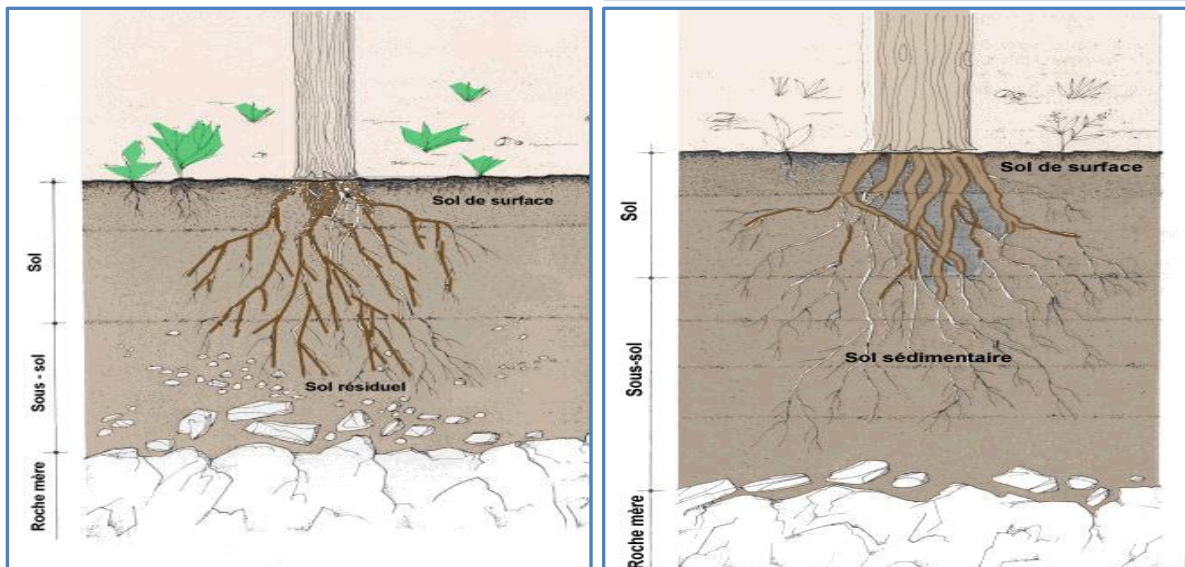 Sol de surface
Sol
Sous - sol
Sol résiduel
Roche mère
Sol de surface
Sol
Sous-sol
Sol sédimentaire
Roche mère